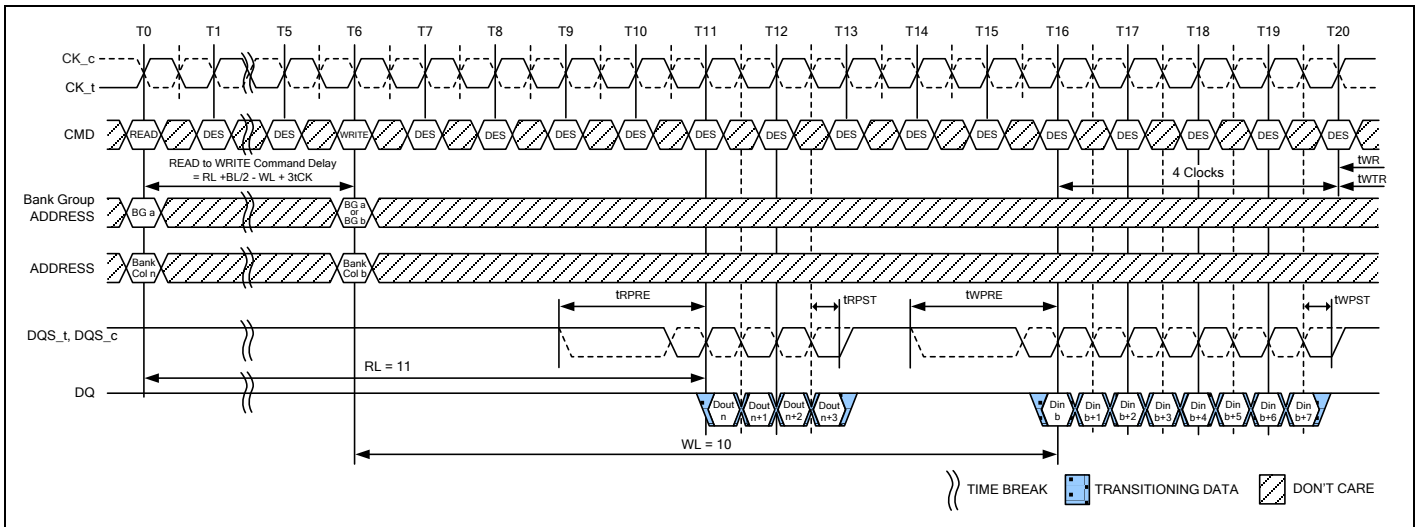 T0 T1 T5 T6 T7 T8 T9 T10 T11 T12 T13 T14 T15 T16 T17 T18 T19 T20
CK_c
CK_t
CMD READ DES DES WRITE DES DES DES DES DES DES DES DES DES DES DES DES DES DES
READ to WRITE Command Delay
= RL +BL/2 - WL + 3tCK
4 Clocks
tWR
tWTR
Bank Group
ADDRESS
BG a
BG a
or
BG b
ADDRESS
Bank
Col n
Bank
Col b
tRPRE tRPST tWPRE tWPST
DQS_t, DQS_c
RL = 11
DQ
Dout
n
Dout
n+1
Dout
n+2
Dout
n+3
Din
b
Din
b+1
Din
b+2
Din
b+3
Din
b+4
Din
b+5
Din
b+6
Din
b+7
WL = 10
TIME BREAK TRANSITIONING DATA DON'T CARE